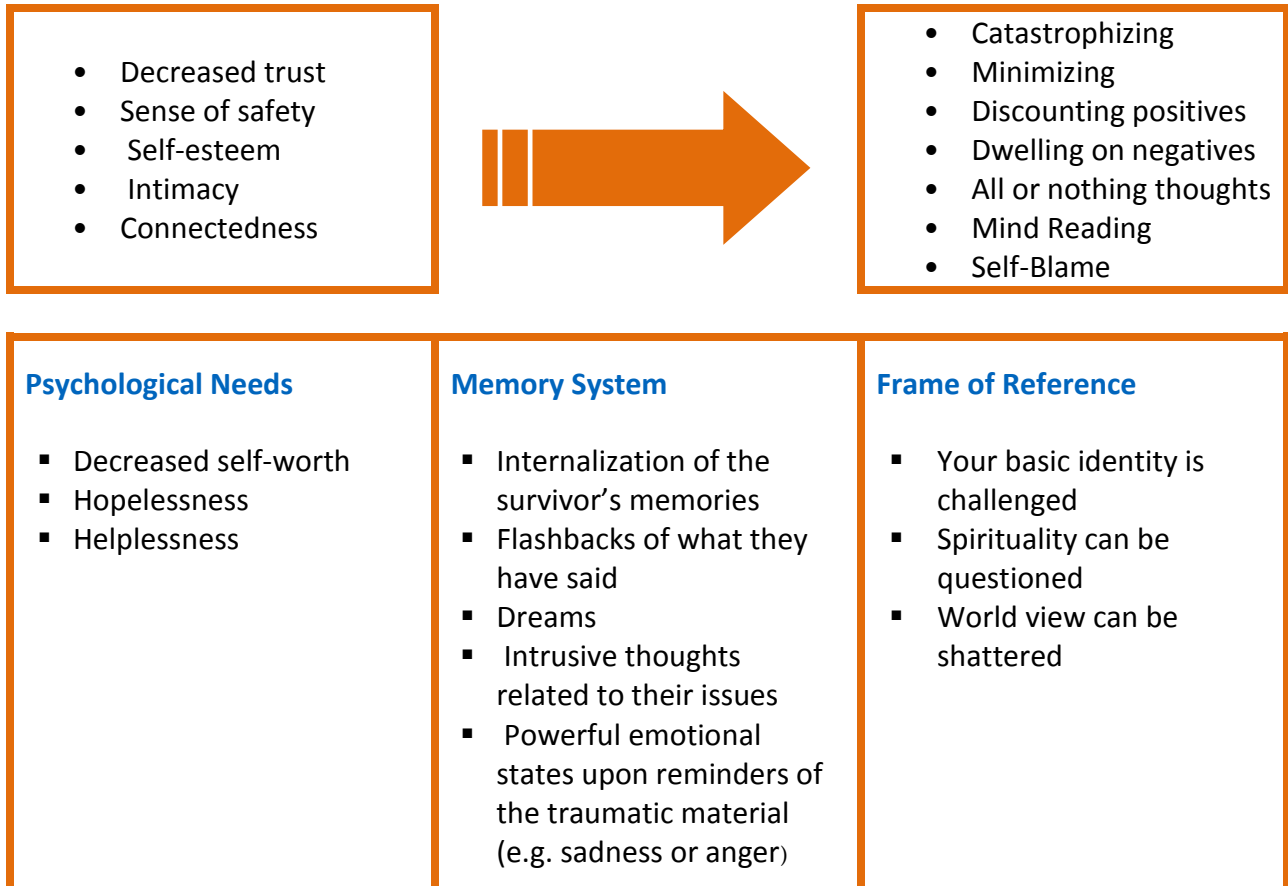 • Decreased trust
• Sense of safety
• Self-esteem
• Intimacy
• Connectedness
• Catastrophizing
• Minimizing
• Discounting positives
• Dwelling on negatives
• All or nothing thoughts
• Mind Reading
• Self-Blame
Psychological Needs
▪ Decreased self-worth
▪ Hopelessness
▪ Helplessness
Memory System
▪ Internalization of the
survivor’s memories
▪ Flashbacks of what they
have said
▪ Dreams
▪ Intrusive thoughts
related to their issues
▪ Powerful emotional
states upon reminders of
the traumatic material
(e.g. sadness or anger)
Frame of Reference
▪ Your basic identity is
challenged
▪ Spirituality can be
questioned
▪ World view can be
shattered